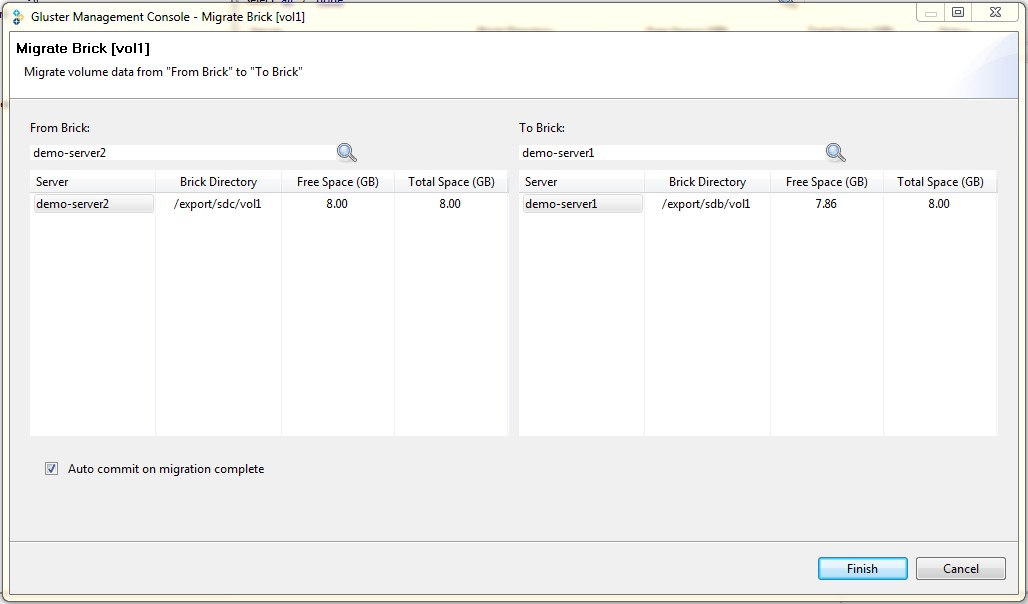 Gluster Management Console - Migrate Brick [vol1]
Migrate Brick [vol1]
Migrate volume data from "From Brick" to "To Brick"
From Brick:
demo-server2
Server Brick Directory Free Space (GB) Total Space (GB)
demo-server2 /export/sdc/vol1 8.00 8.00
To Brick:
demo-server1
Server Brick Directory Free Space (GB) Total Space (GB)
demo-server1 /export/sdb/vol1 7.86 8.00
Auto commit on migration complete
Finish Cancel